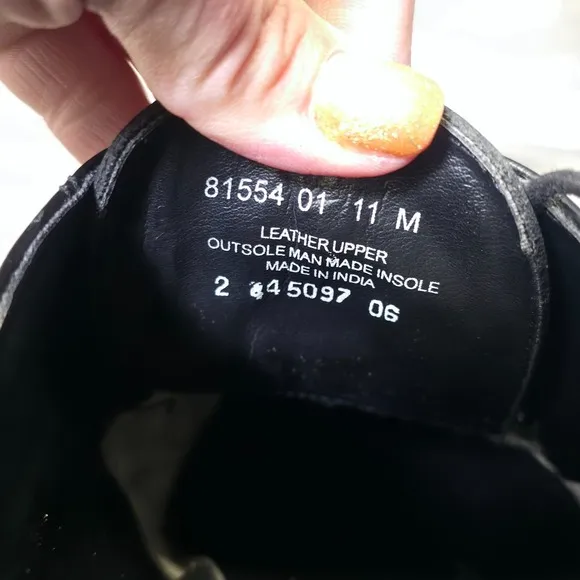 81554 01 11 M
LEATHER UPPER
OUTSOLE MAN MADE INSOLE
MADE IN INDIA
2 445097 06